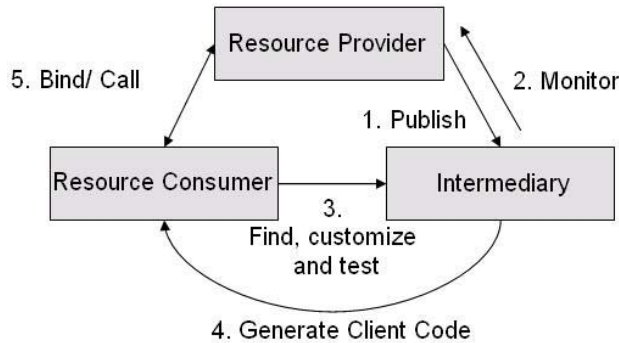 Resource Provider
5. Bind/ Call
2. Monitor
1. Publish
Resource Consumer
Intermediary
3.
Find, customize
and test
4. Generate Client Code